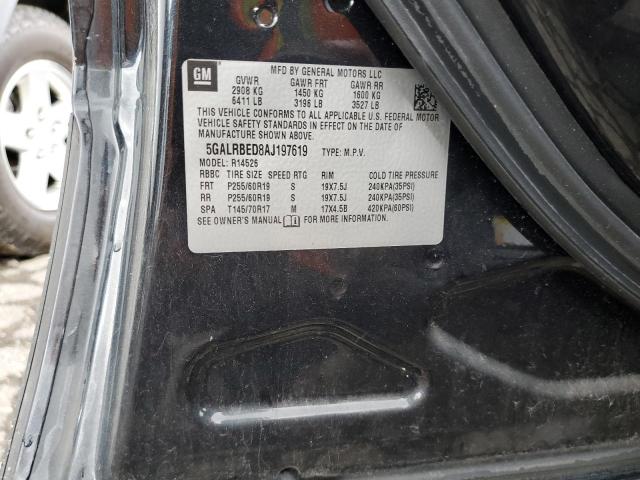 GM
MFD BY GENERAL MOTORS LLC
GVWR GAWR FRT GAWR RR
2908 KG 1450 KG 1600 KG
6411 LB 3196 LB 3527 LB
THIS VEHICLE CONFORMS TO ALL APPLICABLE U.S. FEDERAL MOTOR
VEHICLE SAFETY STANDARDS IN EFFECT ON THE DATE OF
MANUFACTURE SHOWN ABOVE.
5GALRBED8AJ197619 TYPE: M.P.V.
MODEL: R14526
RBBC TIRE SIZE SPEED RTG RIM COLD TIRE PRESSURE
FRT P255/60R19 S 19X7.5J 240KPA(35PSI)
RR P255/60R19 S 19X7.5J 240KPA(35PSI)
SPA T145/70R17 M 17X4.5B 420KPA(60PSI)
SEE OWNER'S MANUAL FOR MORE INFORMATION.